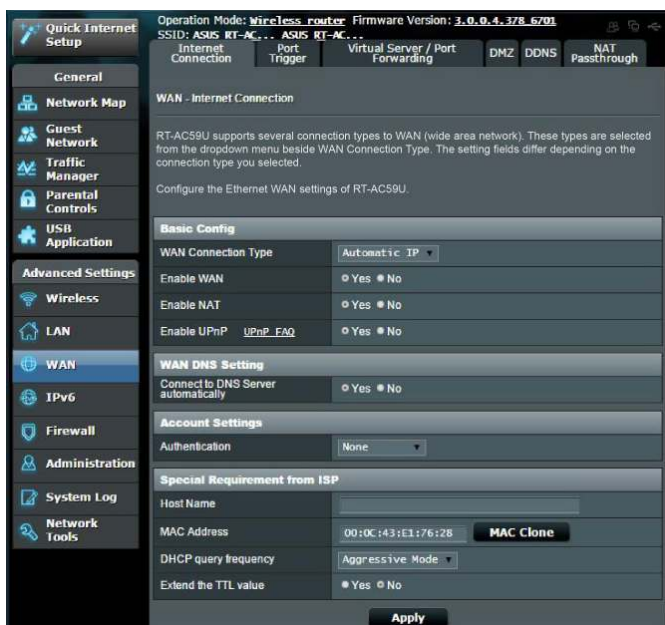 Quick Internet
Setup
General
Network Map
Guest
Network
Traffic
Manager
Parental
Controls
USB
Application
Advanced Settings
Wireless
LAN
WAN
IPv6
Firewall
Administration
System Log
Network
Tools
Operation Mode: Wireless router Firmware Version: 3.0.0.4.378_6701
SSID: ASUS RT-AC... ASUS RT-AC...
Internet
Connection
Port
Trigger
Virtual Server / Port
Forwarding
DMZ
DDNS
NAT
Passthrough
WAN - Internet Connection
RT-AC59U supports several connection types to WAN (wide area network). These types are selected
from the dropdown menu beside WAN Connection Type. The setting fields differ depending on the
connection type you selected.
Configure the Ethernet WAN settings of RT-AC59U.
Basic Config
WAN Connection Type Automatic IP
Enable WAN Yes No
Enable NAT Yes No
Enable UPnP UPnP FAQ Yes No
WAN DNS Setting
Connect to DNS Server
automatically Yes No
Account Settings
Authentication None
Special Requirement from ISP
Host Name
MAC Address 00:0C:43:E1:76:28 MAC Clone
DHCP query frequency Aggressive Mode
Extend the TTL value Yes No
Apply